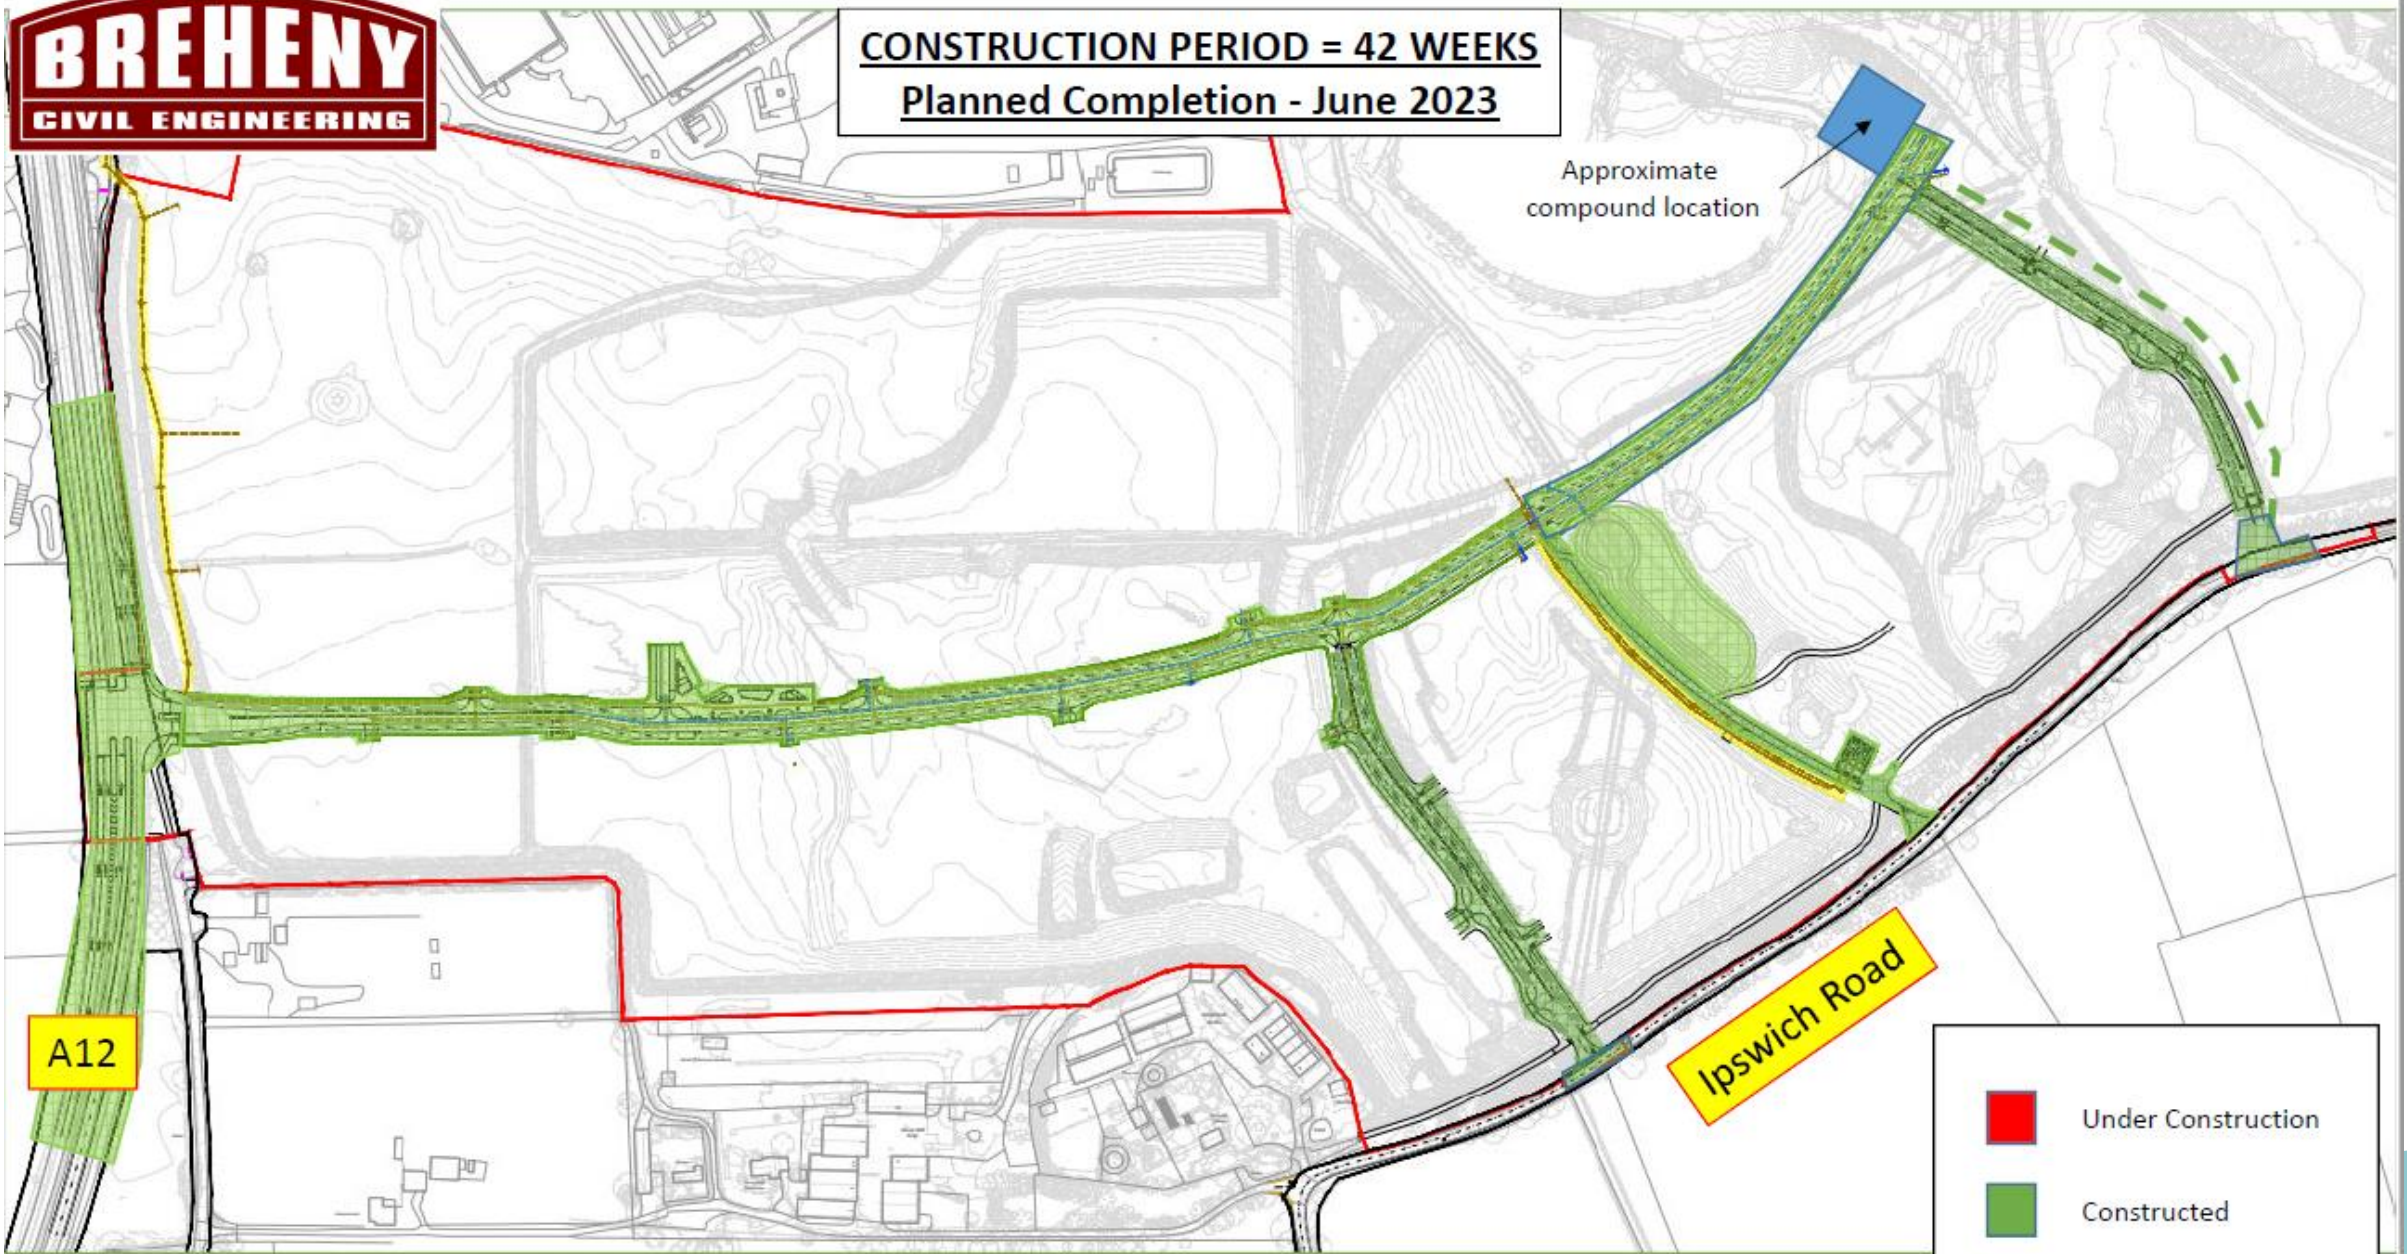 BREHENY
CIVIL ENGINEERING
CONSTRUCTION PERIOD = 42 WEEKS
Planned Completion - June 2023
Approximate
compound location
A12
Ipswich Road
Under Construction
Constructed